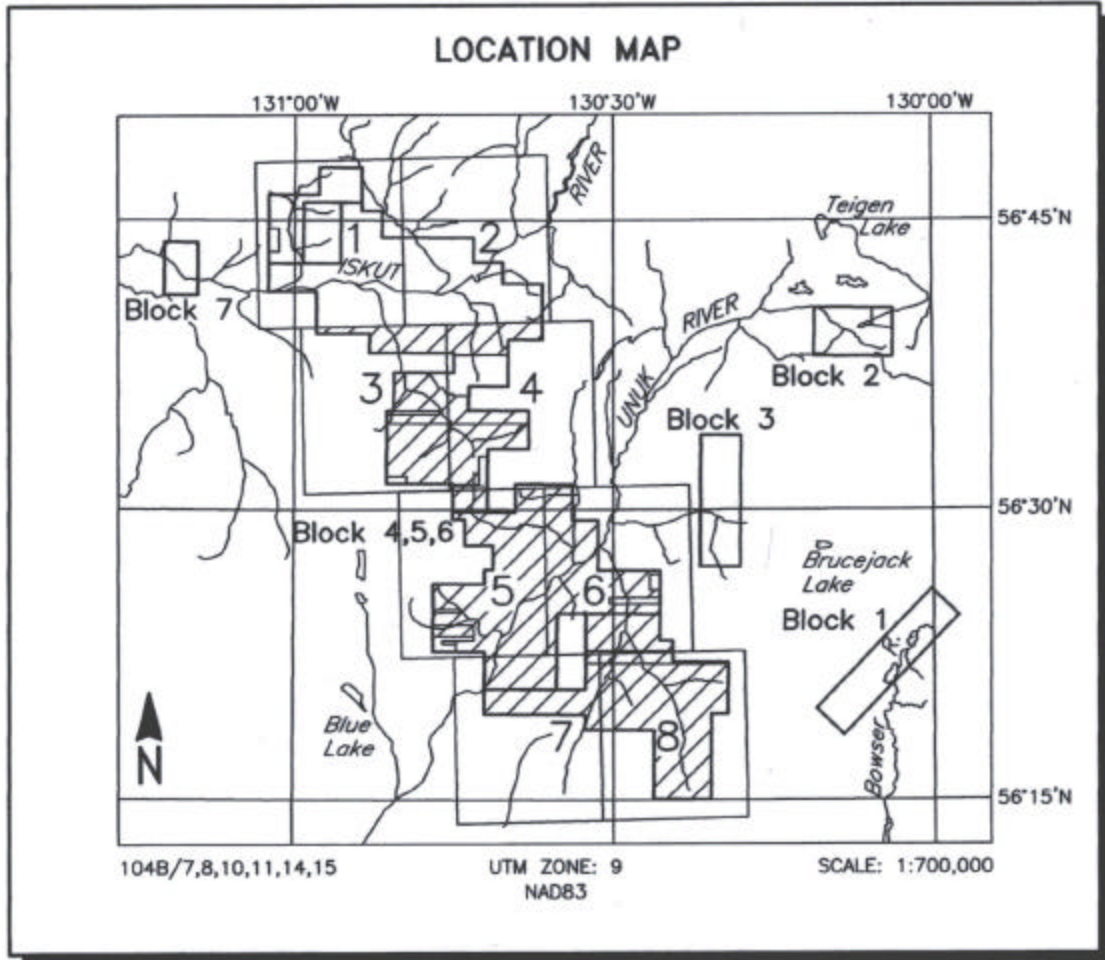 LOCATION MAP
131°00'W
130°30'W
130°00'W
RIVER
Teigen
Lake
56°45'N
1
2
ISKUT
Block 7
RIVER
UNUK
Block 2
3
4
Block 3
56°30'N
Block 4,5,6
Brucejack
Lake
5
6
Block 1
R.
Bowser
Blue
Lake
7
8
N
56°15'N
104B/7,8,10,11,14,15
UTM ZONE: 9
SCALE: 1:700,000
NAD83